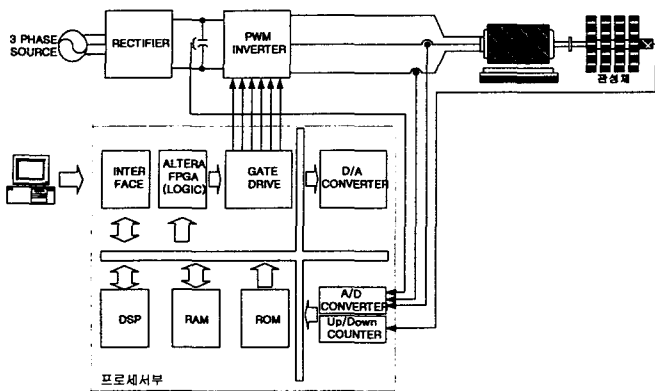 3 PHASE
SOURCE
RECTIFIER
PWM
INVERTER
관성체
INTER
FACE
ALTERA
FPGA
(LOGIC)
GATE
DRIVE
D/A
CONVERTER
DSP
RAM
ROM
A/D
CONVERTER
Up/Down
COUNTER
프로세서부